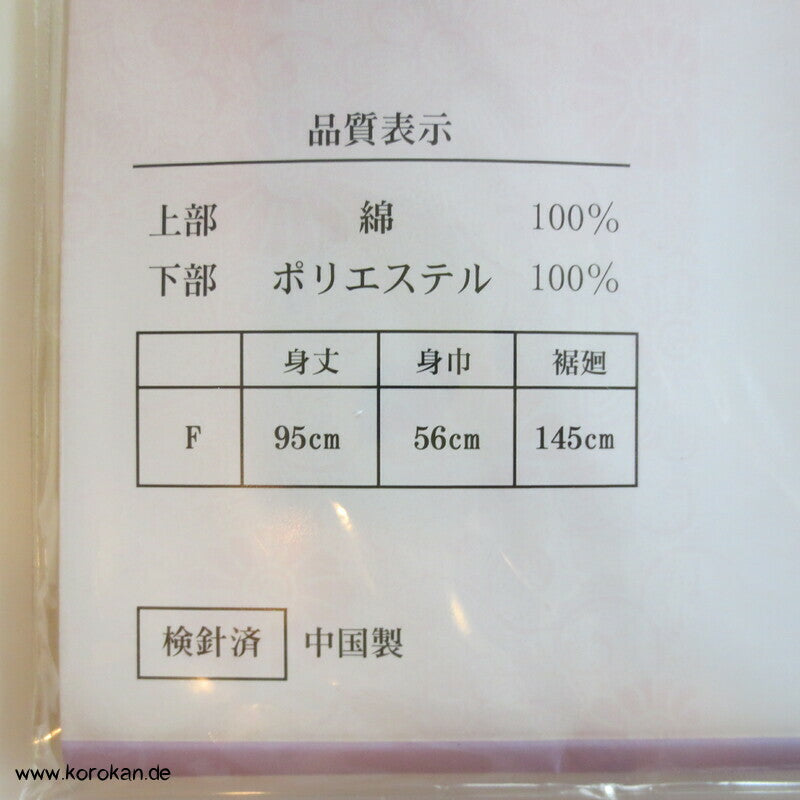 品質表示
上部 綿 100%
下部 ポリエステル 100%
身丈 身巾 裾廻
F 95cm 56cm 145cm
検針済 中国製
www.korokan.de